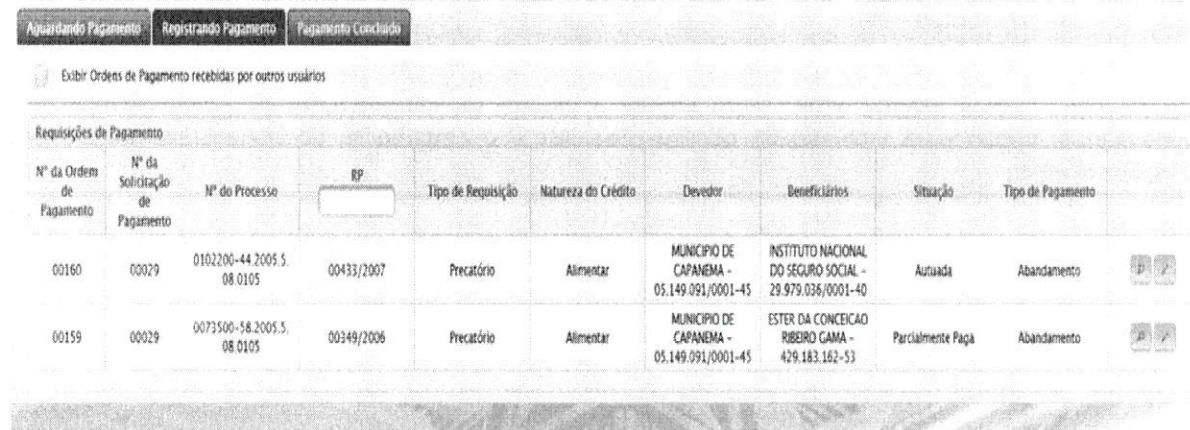 Aguardando Pagamento Registrando Pagamento Pagamento Concluído
Exibir Ordens de Pagamento recebidas por outros usuários
Requisições de Pagamento
N° da Ordem de Pagamento N° da Solicitação de Pagamento N° do Processo RP Tipo de Requisição Natureza do Crédito Devedor Beneficiários Situação Tipo de Pagamento
00160 00029 0102200-44.2005.5.08.0105 00433/2007 Precatório Alimentar MUNICIPIO DE CAPANEMA - 05.149.091/0001-45 INSTITUTO NACIONAL DO SEGURO SOCIAL - 29.979.036/0001-40 Autuada Abandamento
00159 00029 0073500-58.2005.5.08.0105 00349/2006 Precatório Alimentar MUNICIPIO DE CAPANEMA - 05.149.091/0001-45 ESTER DA CONCEICAO RIBEIRO GAMA - 429.183.162-53 Parcialmente Paga Abandamento